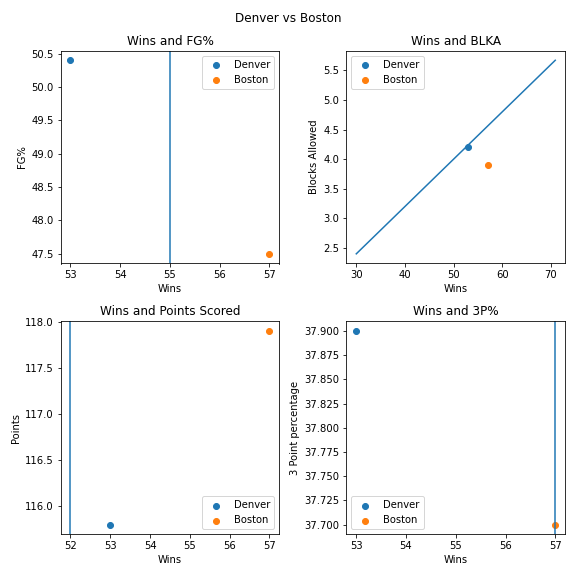 Denver vs Boston
Wins and FG%
50.5
50.0
49.5
49.0
48.5
48.0
47.5
FG%
53 54 55 56 57
Wins
Denver
Boston
Wins and BLKA
5.5
5.0
4.5
4.0
3.5
3.0
2.5
Blocks Allowed
30 40 50 60 70
Wins
Denver
Boston
Wins and Points Scored
118.0
117.5
117.0
116.5
116.0
Points
52 53 54 55 56 57
Wins
Denver
Boston
Wins and 3P%
37.900
37.875
37.850
37.825
37.800
37.775
37.750
37.725
37.700
3 Point percentage
53 54 55 56 57
Wins
Denver
Boston